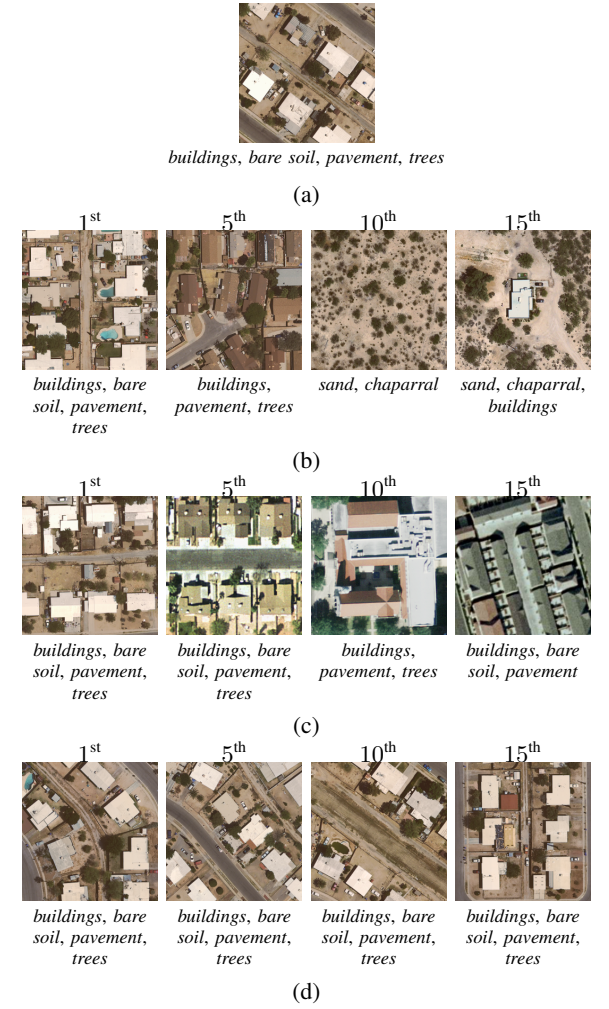 buildings, bare soil, pavement, trees
(a)
1st 5th 10th 15th
buildings, bare buildings, sand, chaparral sand, chaparral,
soil, pavement, pavement, trees buildings
trees
(b)
1st 5th 10th 15th
buildings, bare buildings, bare buildings, buildings, bare
soil, pavement, soil, pavement, pavement, trees soil, pavement
trees trees
(c)
1st 5th 10th 15th
buildings, bare buildings, bare buildings, bare buildings, bare
soil, pavement, soil, pavement, soil, pavement, soil, pavement,
trees trees trees trees
(d)